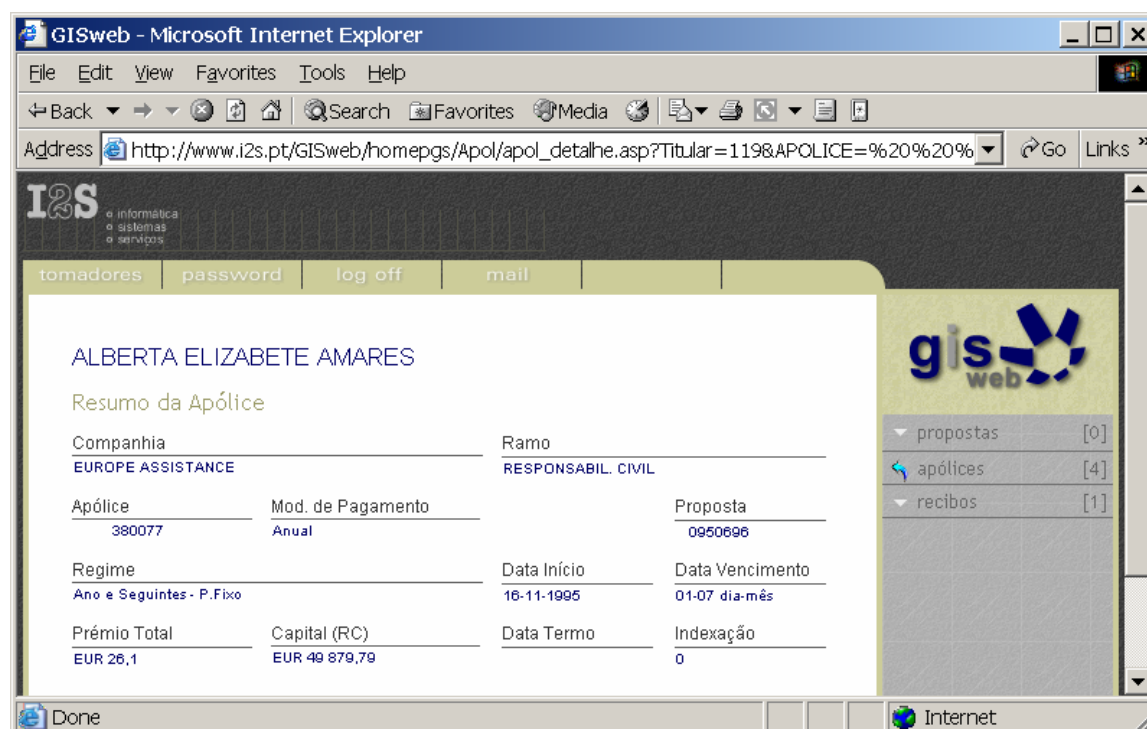 GISweb - Microsoft Internet Explorer
File Edit View Favorites Tools Help
Back Search Favorites Media
Address http://www.i2s.pt/GISweb/homepgs/Apol/apol_detalhe.asp?Titular=119&APOLICE=%20%20% Go Links »
I2S
informática
sistemas
serviços
tomadores password log off mail
gis
web
ALBERTA ELIZABETE AMARES
Resumo da Apólice
Companhia Ramo
EUROPE ASSISTANCE RESPONSABIL. CIVIL
Apólice Mod. de Pagamento Proposta
380077 Anual 0950696
Regime Data Início Data Vencimento
Ano e Seguintes - P.Fixo 16-11-1995 01-07 dia-mês
Prémio Total Capital (RC) Data Termo Indexação
EUR 26,1 EUR 49 879,79 0
propostas [0]
apólices [4]
recibos [1]
Done Internet